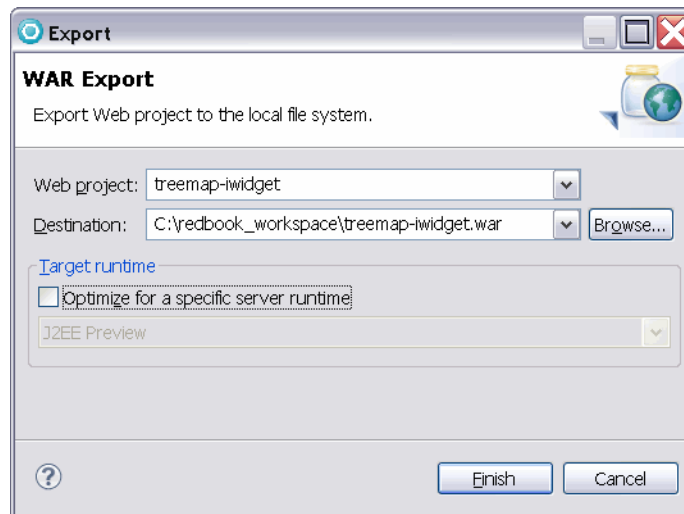 Export
WAR Export
Export Web project to the local file system.
Web project: treemap-iwidget
Destination: C:\redbook_workspace\treemap-iwidget.war Browse...
Target runtime
Optimize for a specific server runtime
J2EE Preview
? Finish Cancel